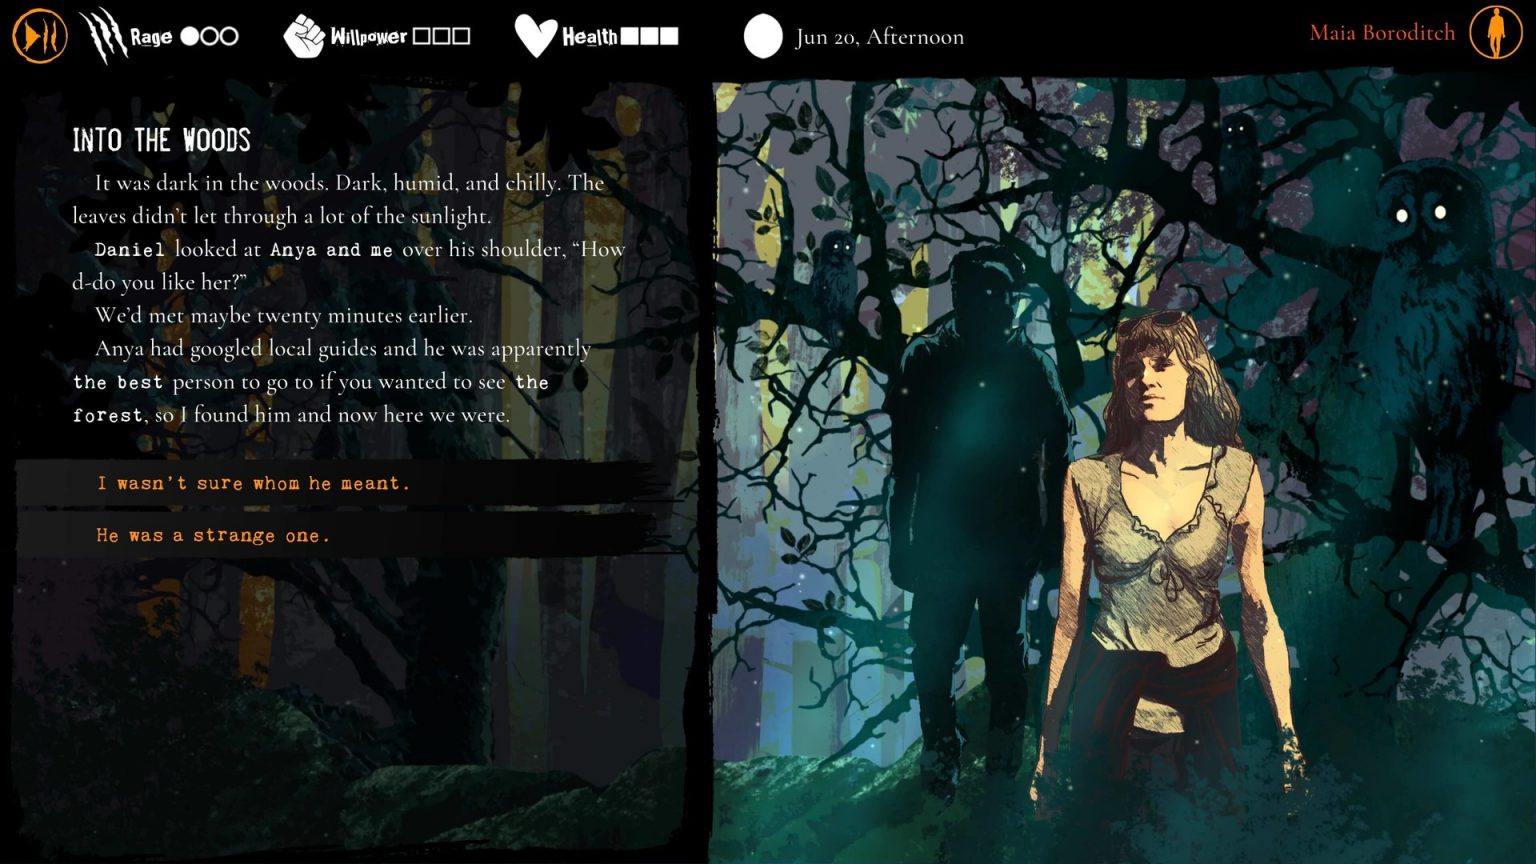 Rage
Willpower
Health
Jun 20, Afternoon
Maia Boroditch
INTO THE WOODS
It was dark in the woods. Dark, humid, and chilly. The
leaves didn't let through a lot of the sunlight.
Daniel looked at Anya and me over his shoulder, “How
d-do you like her?”
We'd met maybe twenty minutes earlier.
Anya had googled local guides and he was apparently
the best person to go to if you wanted to see the
forest, so I found him and now here we were.
I wasn't sure whom he meant.
He was a strange one.